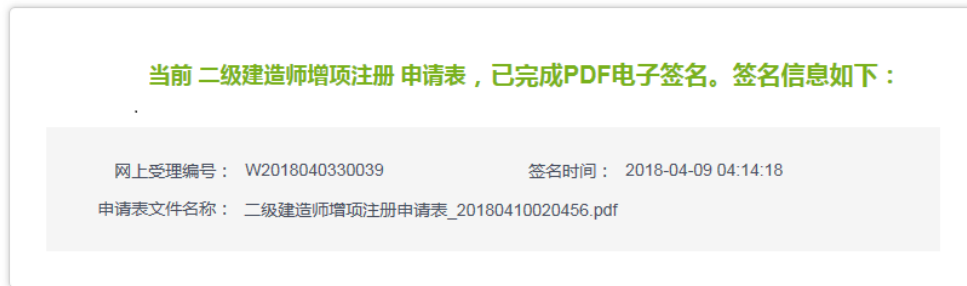 当前 二级建造师增项注册 申请表，已完成PDF电子签名。签名信息如下：
网上受理编号： W2018040330039 签名时间： 2018-04-09 04:14:18
申请表文件名称： 二级建造师增项注册申请表_20180410020456.pdf